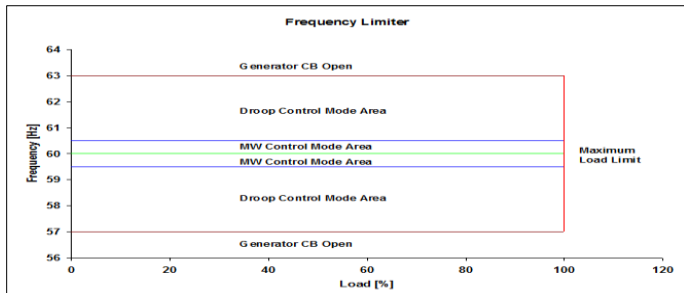 Frequency Limiter
64
Generator CB Open
63
62
Droop Control Mode Area
61
MW Control Mode Area
60
Maximum
MW Control Mode Area
Load Limit
59
Droop Control Mode Area
58
57
Generator CB Open
56
0 20 40 60 80 100 120
Load [%]
Frequency [Hz]